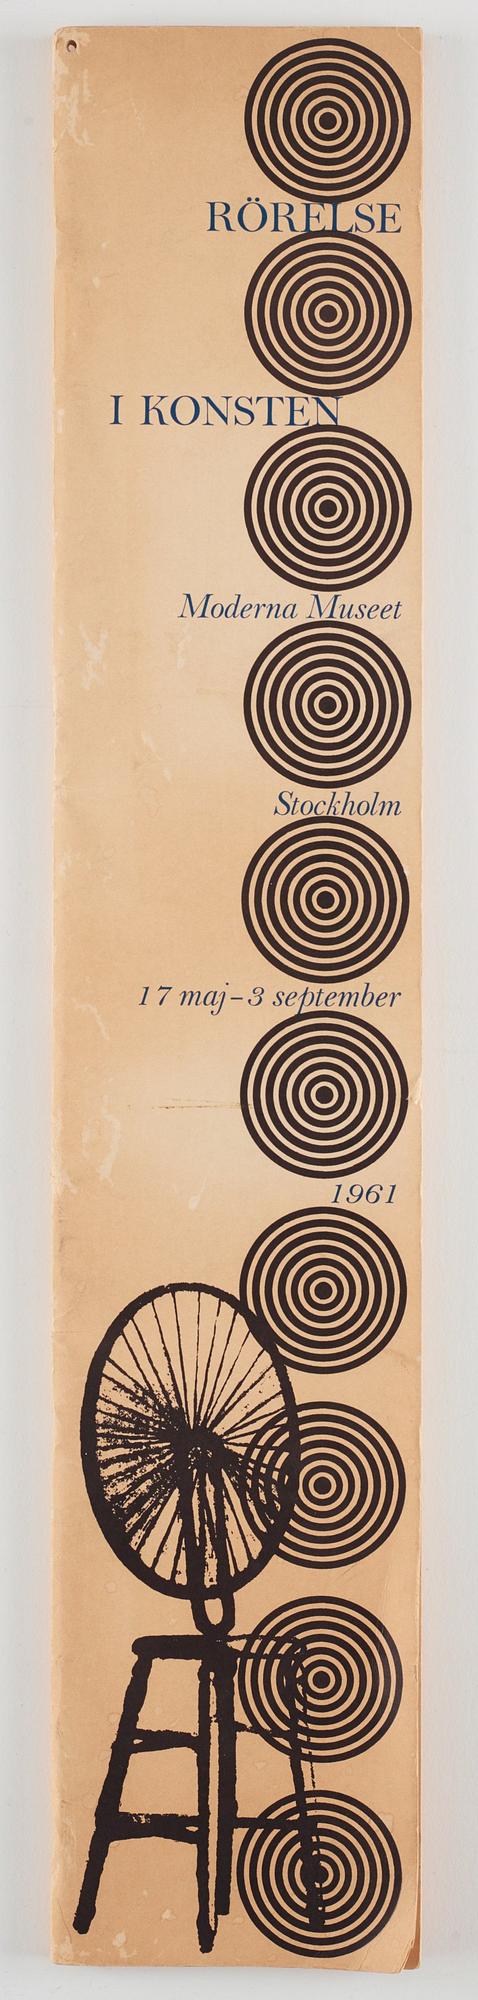 RÖRELSE
I KONSTEN
Moderna Museet
Stockholm
17 maj–3 september
1961